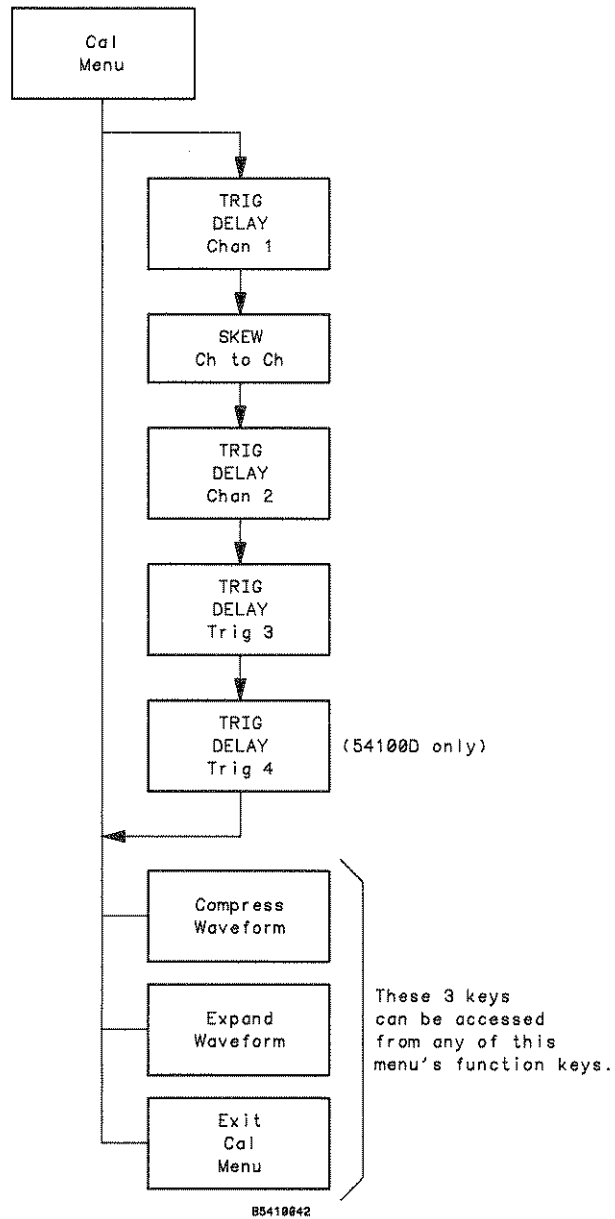 Cal
Menu
TRIG
DELAY
Chan 1
SKEW
Ch to Ch
TRIG
DELAY
Chan 2
TRIG
DELAY
Trig 3
TRIG
DELAY
Trig 4
(54100D only)
Compress
Waveform
Expand
Waveform
Exit
Cal
Menu
These 3 keys
can be accessed
from any of this
menu's function keys.
B5410042